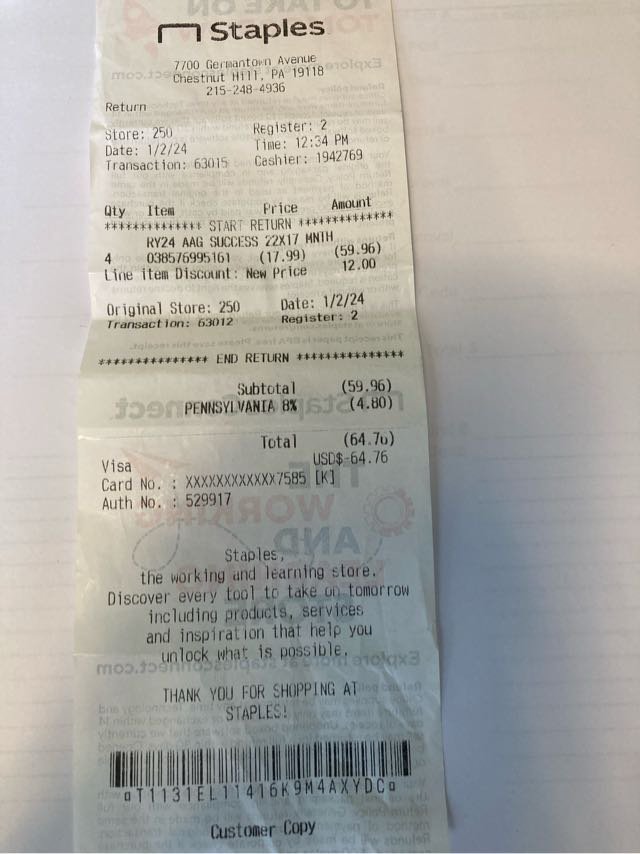 Staples
7700 Germantown Avenue
Chestnut Hill, PA 19118
215-248-4936
Return
Store: 250 Register: 2
Date: 1/2/24 Time: 12:34 PM
Transaction: 63015 Cashier: 1942769
Qty Item Price Amount
************** START RETURN **************
RY24 AAG SUCCESS 22X17 MNTH
4 038576995161 (17.99) (59.96)
Line item Discount: New Price 12.00
Original Store: 250 Date: 1/2/24
Transaction: 63012 Register: 2
*************** END RETURN ***************
Subtotal (59.96)
PENNSYLVANIA 8% (4.80)
Total (64.76)
Visa USD$-64.76
Card No. : XXXXXXXXXXXX7585 [K]
Auth No. : 529917
Staples,
the working and learning store.
Discover every tool to take on tomorrow
including products, services
and inspiration that help you
unlock what is possible.
THANK YOU FOR SHOPPING AT
STAPLES!
T1131EL11416K9M4AXYDC
Customer Copy